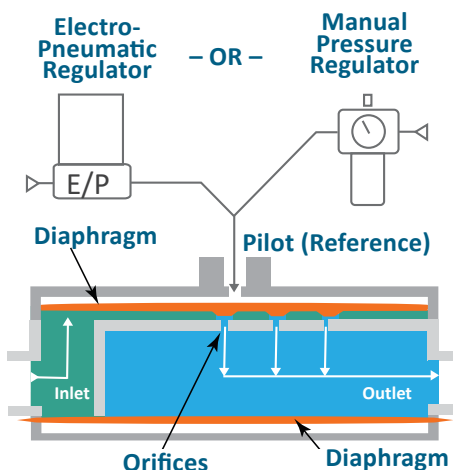 Electro-
Pneumatic
Regulator
– OR –
Manual
Pressure
Regulator
E/P
Diaphragm
Pilot (Reference)
Inlet
Outlet
Orifices
Diaphragm